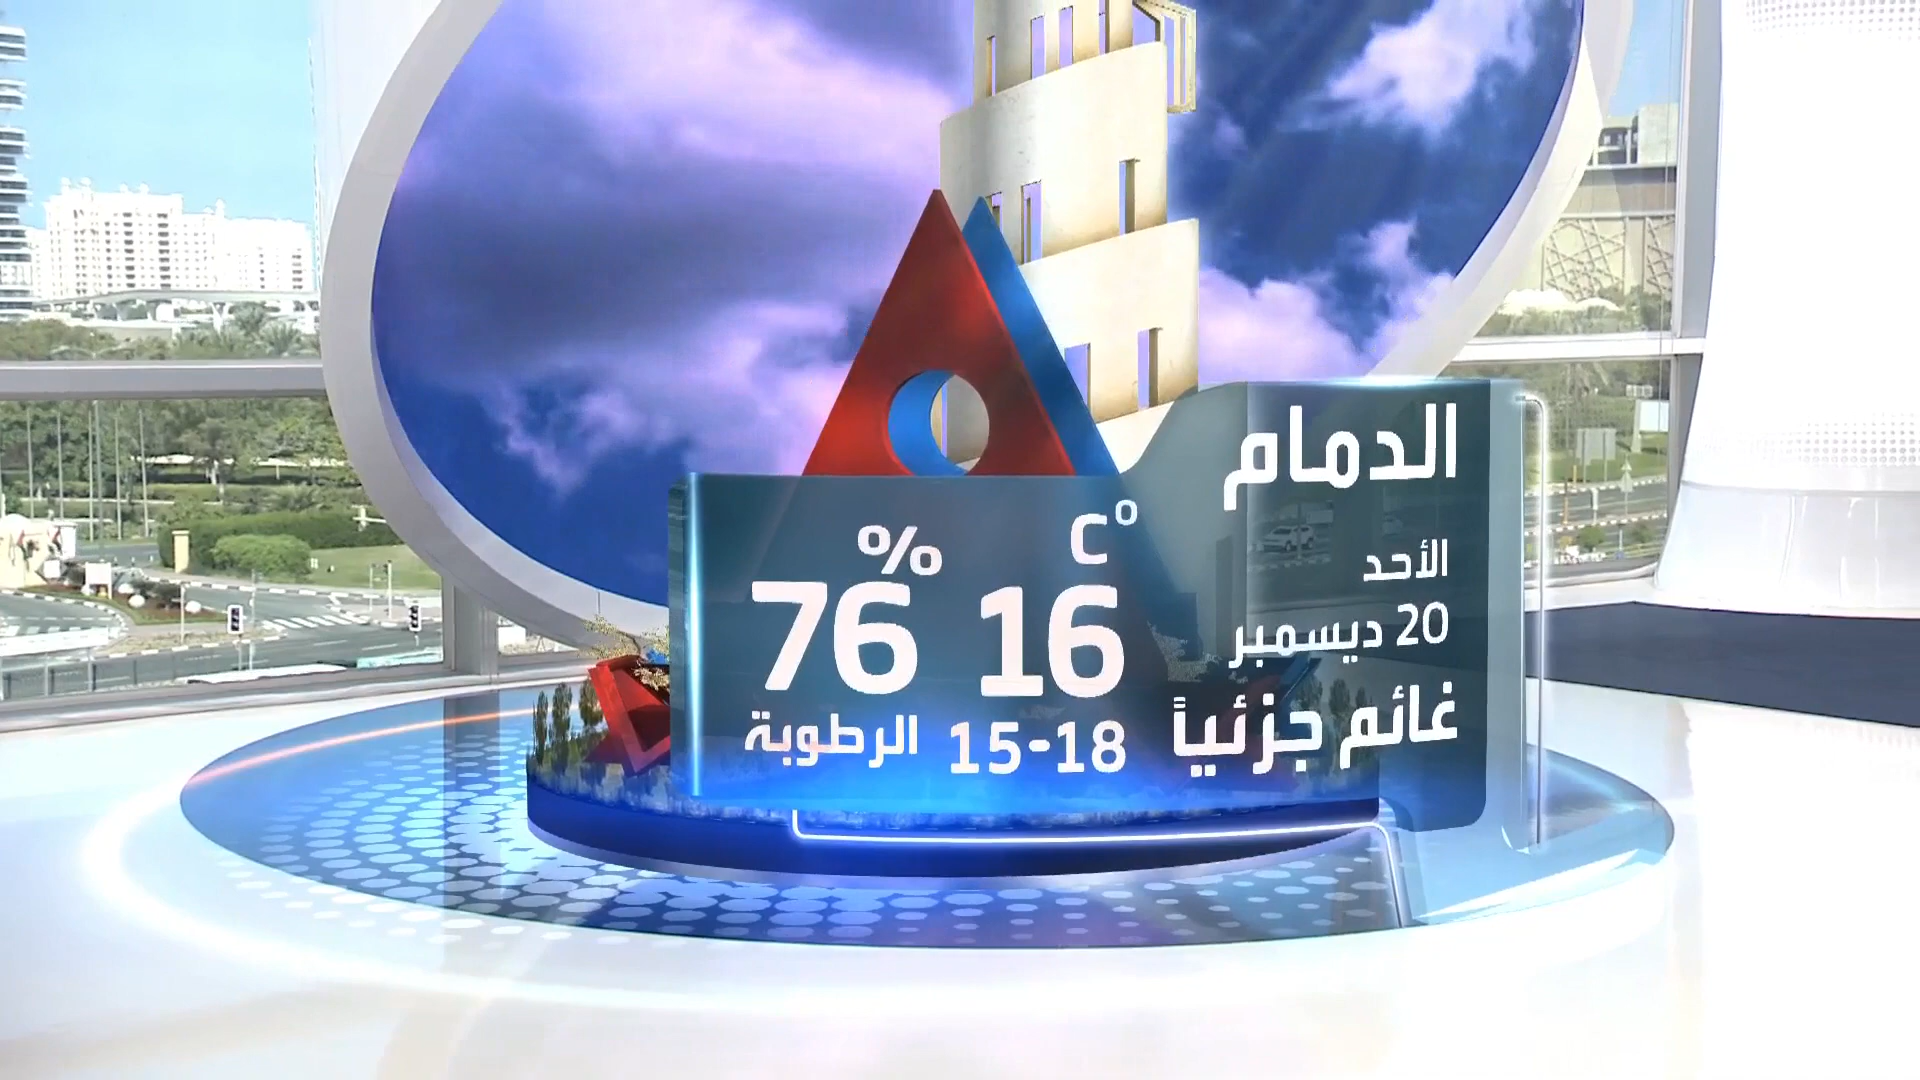 الدمام
الأحد
20 ديسمبر
غائم جزئياً
C°
16
15-18
%
76
الرطوبة